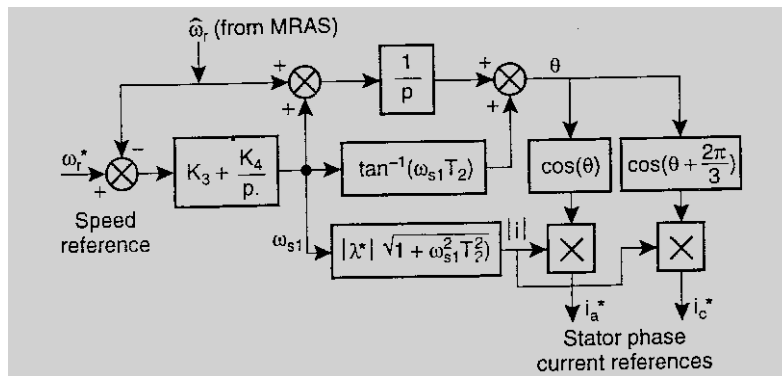 ω̂r (from MRAS)
+
+
+
+
1
p
θ
−
ωr*
+
K3 + K4
p.
tan−1(ωs1T2)
cos(θ)
cos(θ + 2π
3)
Speed
reference
ωs1
|λ*| √1 + ωs1²T2²)
|i|
×
×
ia*
ic*
Stator phase
current references